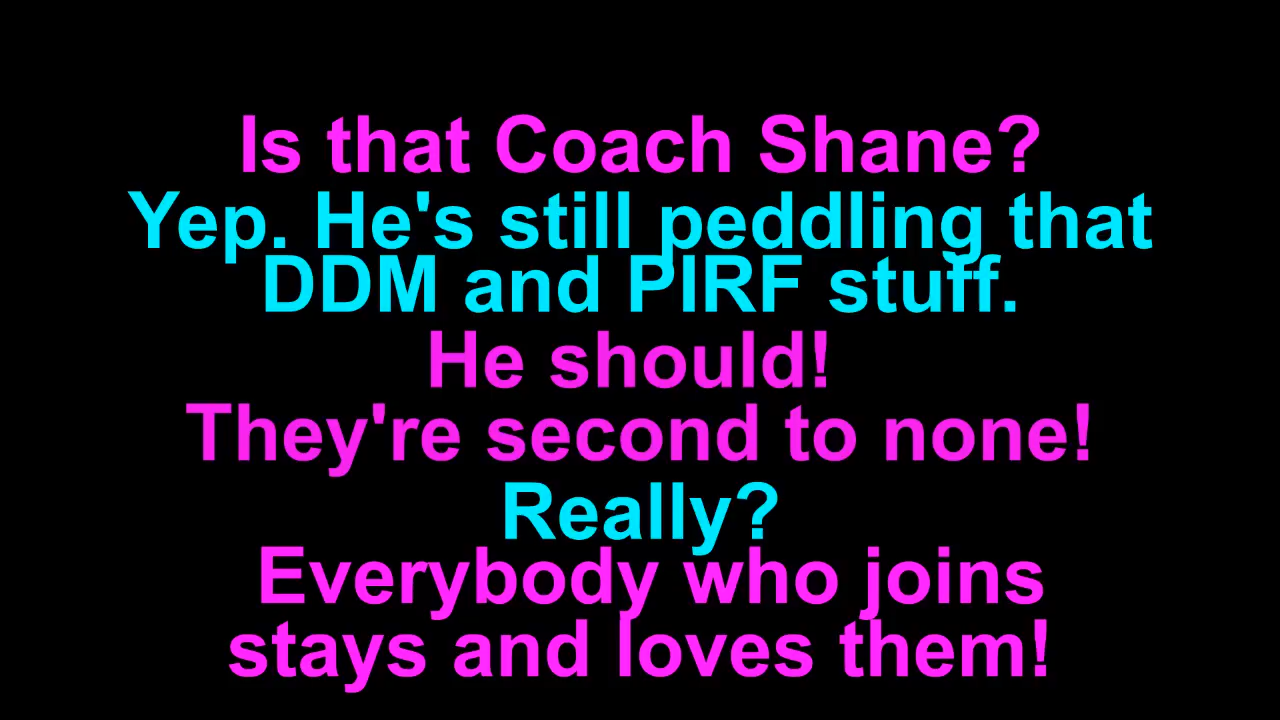 Is that Coach Shane?
Yep. He's still peddling that
DDM and PIRF stuff.
He should!
They're second to none!
Really?
Everybody who joins
stays and loves them!